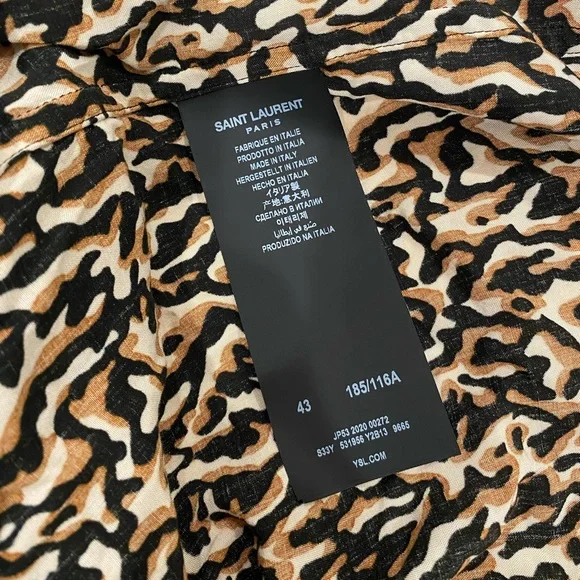 SAINT LAURENT
PARIS
FABRIQUE EN ITALIE
PRODOTTO IN ITALIA
MADE IN ITALY
HERGESTELLT IN ITALIEN
HECHO EN ITALIA
イタリア製
产地:意大利
СДЕЛАНО В ИТАЛИИ
이태리제
صنع في إيطاليا
PRODUZIDO NA ITALIA
43 185/116A
JP53 2020 00272
S33Y 531956 Y2B13 9665
YSL.COM